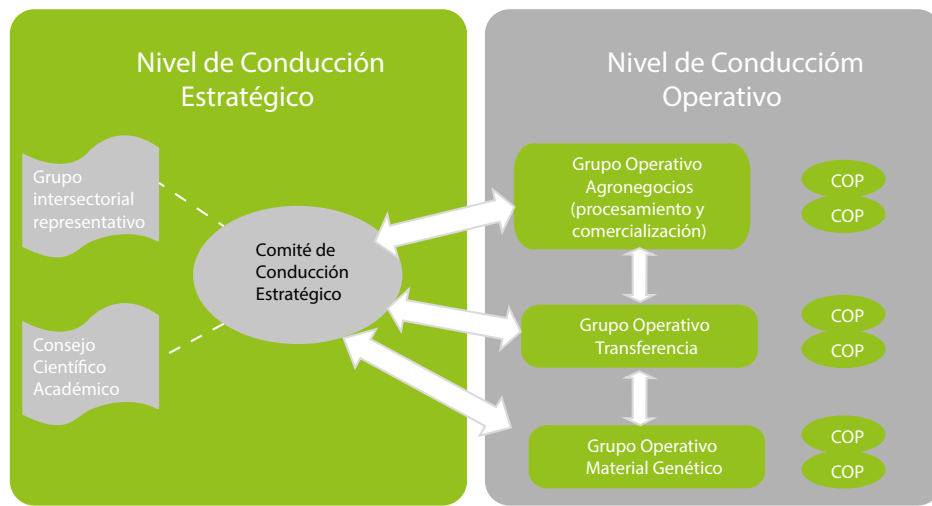 Nivel de Conducción
Estratégico
Grupo
intersectorial
representativo
Comité de
Conducción
Estratégico
Consejo
Científico
Académico
Nivel de Conduccióm
Operativo
Grupo Operativo
Agronegocios
(procesamiento y
comercialización)
COP
COP
Grupo Operativo
Transferencia
COP
COP
Grupo Operativo
Material Genético
COP
COP